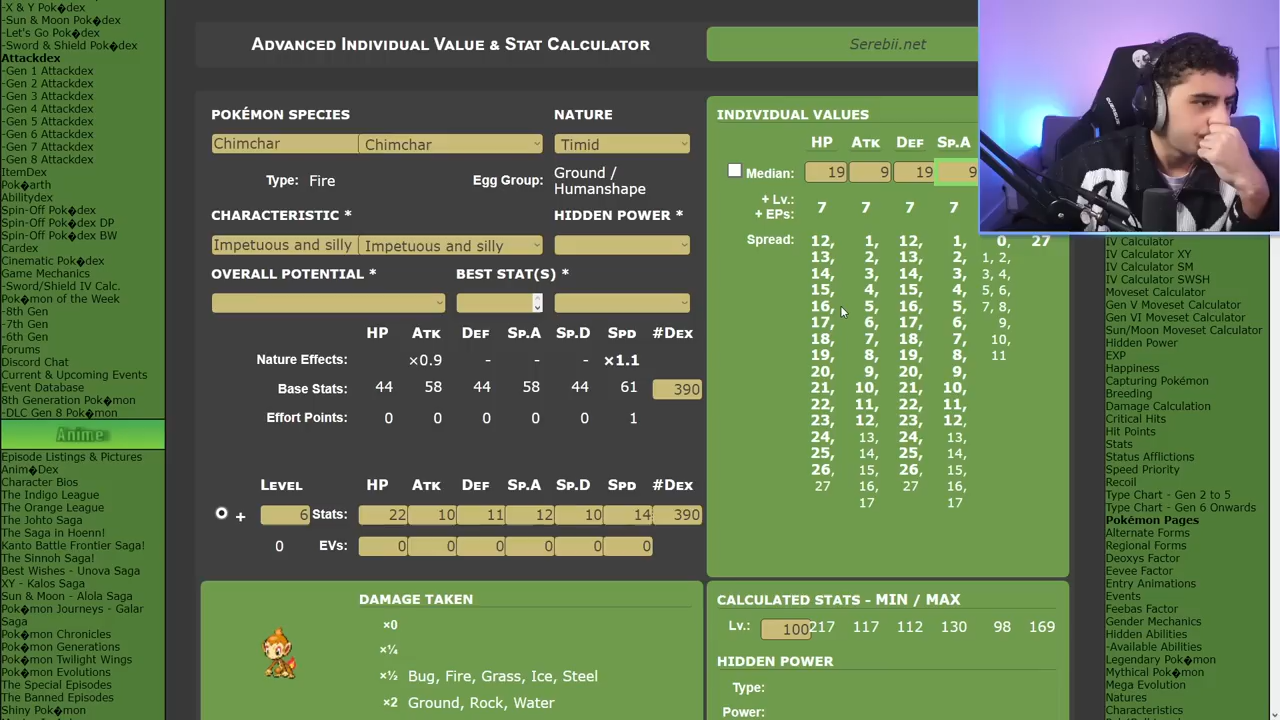 -X & Y Pok�dex
-Sun & Moon Pok�dex
-Let's Go Pok�dex
-Sword & Shield Pok�dex
Attackdex
-Gen 1 Attackdex
-Gen 2 Attackdex
-Gen 3 Attackdex
-Gen 4 Attackdex
-Gen 5 Attackdex
-Gen 6 Attackdex
-Gen 7 Attackdex
-Gen 8 Attackdex
ItemDex
Pok�arth
Abilitydex
Spin-Off Pok�dex
Spin-Off Pok�dex DP
Spin-Off Pok�dex BW
Cardex
Cinematic Pok�dex
Game Mechanics
-Sword/Shield IV Calc.
Pok�mon of the Week
-8th Gen
-7th Gen
-6th Gen
Forums
Discord Chat
Current & Upcoming Events
Event Database
8th Generation Pok�mon
-DLC Gen 8 Pok�mon
Anime
Episode Listings & Pictures
Anim�Dex
Character Bios
The Indigo League
The Orange League
The Johto Saga
The Saga in Hoenn!
Kanto Battle Frontier Saga!
The Sinnoh Saga!
Best Wishes - Unova Saga
XY - Kalos Saga
Sun & Moon - Alola Saga
Pok�mon Journeys - Galar
Saga
Pok�mon Chronicles
Pok�mon Generations
Pok�mon Twilight Wings
Pok�mon Evolutions
The Special Episodes
The Banned Episodes
Shiny Pok�mon
Advanced Individual Value & Stat Calculator
Serebii.net
POKÉMON SPECIES NATURE
Chimchar Chimchar Timid
Type: Fire Egg Group: Ground /
Humanshape
CHARACTERISTIC * HIDDEN POWER *
Impetuous and silly Impetuous and silly
OVERALL POTENTIAL * BEST STAT(S) *
HP ATK DEF SP.A SP.D SPD #DEX
Nature Effects: ×0.9 - - - ×1.1
Base Stats: 44 58 44 58 44 61 390
Effort Points: 0 0 0 0 0 1
LEVEL HP ATK DEF SP.A SP.D SPD #DEX
+ 6 Stats: 22 10 11 12 10 14 390
0 EVs: 0 0 0 0 0 0
DAMAGE TAKEN
×0
×¼
×½ Bug, Fire, Grass, Ice, Steel
×2 Ground, Rock, Water
INDIVIDUAL VALUES
HP ATK DEF SP.A
Median: 19 9 19 9
+ Lv.:
+ EPs: 7 7 7 7
Spread: 12, 1, 12, 1, 0, 27
13, 2, 13, 2, 1, 2,
14, 3, 14, 3, 3, 4,
15, 4, 15, 4, 5, 6,
16, 5, 16, 5, 7, 8,
17, 6, 17, 6, 9,
18, 7, 18, 7, 10,
19, 8, 19, 8, 11
20, 9, 20, 9,
21, 10, 21, 10,
22, 11, 22, 11,
23, 12, 23, 12,
24, 13, 24, 13,
25, 14, 25, 14,
26, 15, 26, 15,
27 16, 27 16,
17 17
CALCULATED STATS - MIN / MAX
Lv.: 100 217 117 112 130 98 169
HIDDEN POWER
Type:
Power:
IV Calculator
IV Calculator XY
IV Calculator SM
IV Calculator SWSH
Moveset Calculator
Gen V Moveset Calculator
Gen VI Moveset Calculator
Sun/Moon Moveset Calculator
Hidden Power
EXP
Happiness
Capturing Pokémon
Breeding
Damage Calculation
Critical Hits
Hit Points
Stats
Status Afflictions
Speed Priority
Recoil
Type Chart - Gen 2 to 5
Type Chart - Gen 6 Onwards
Pokémon Pages
Alternate Forms
Regional Forms
Deoxys Factor
Eevee Factor
Entry Animations
Events
Feebas Factor
Gender Mechanics
Hidden Abilities
-Available Abilities
Legendary Pok�mon
Mythical Pok�mon
Mega Evolution
Natures
Characteristics